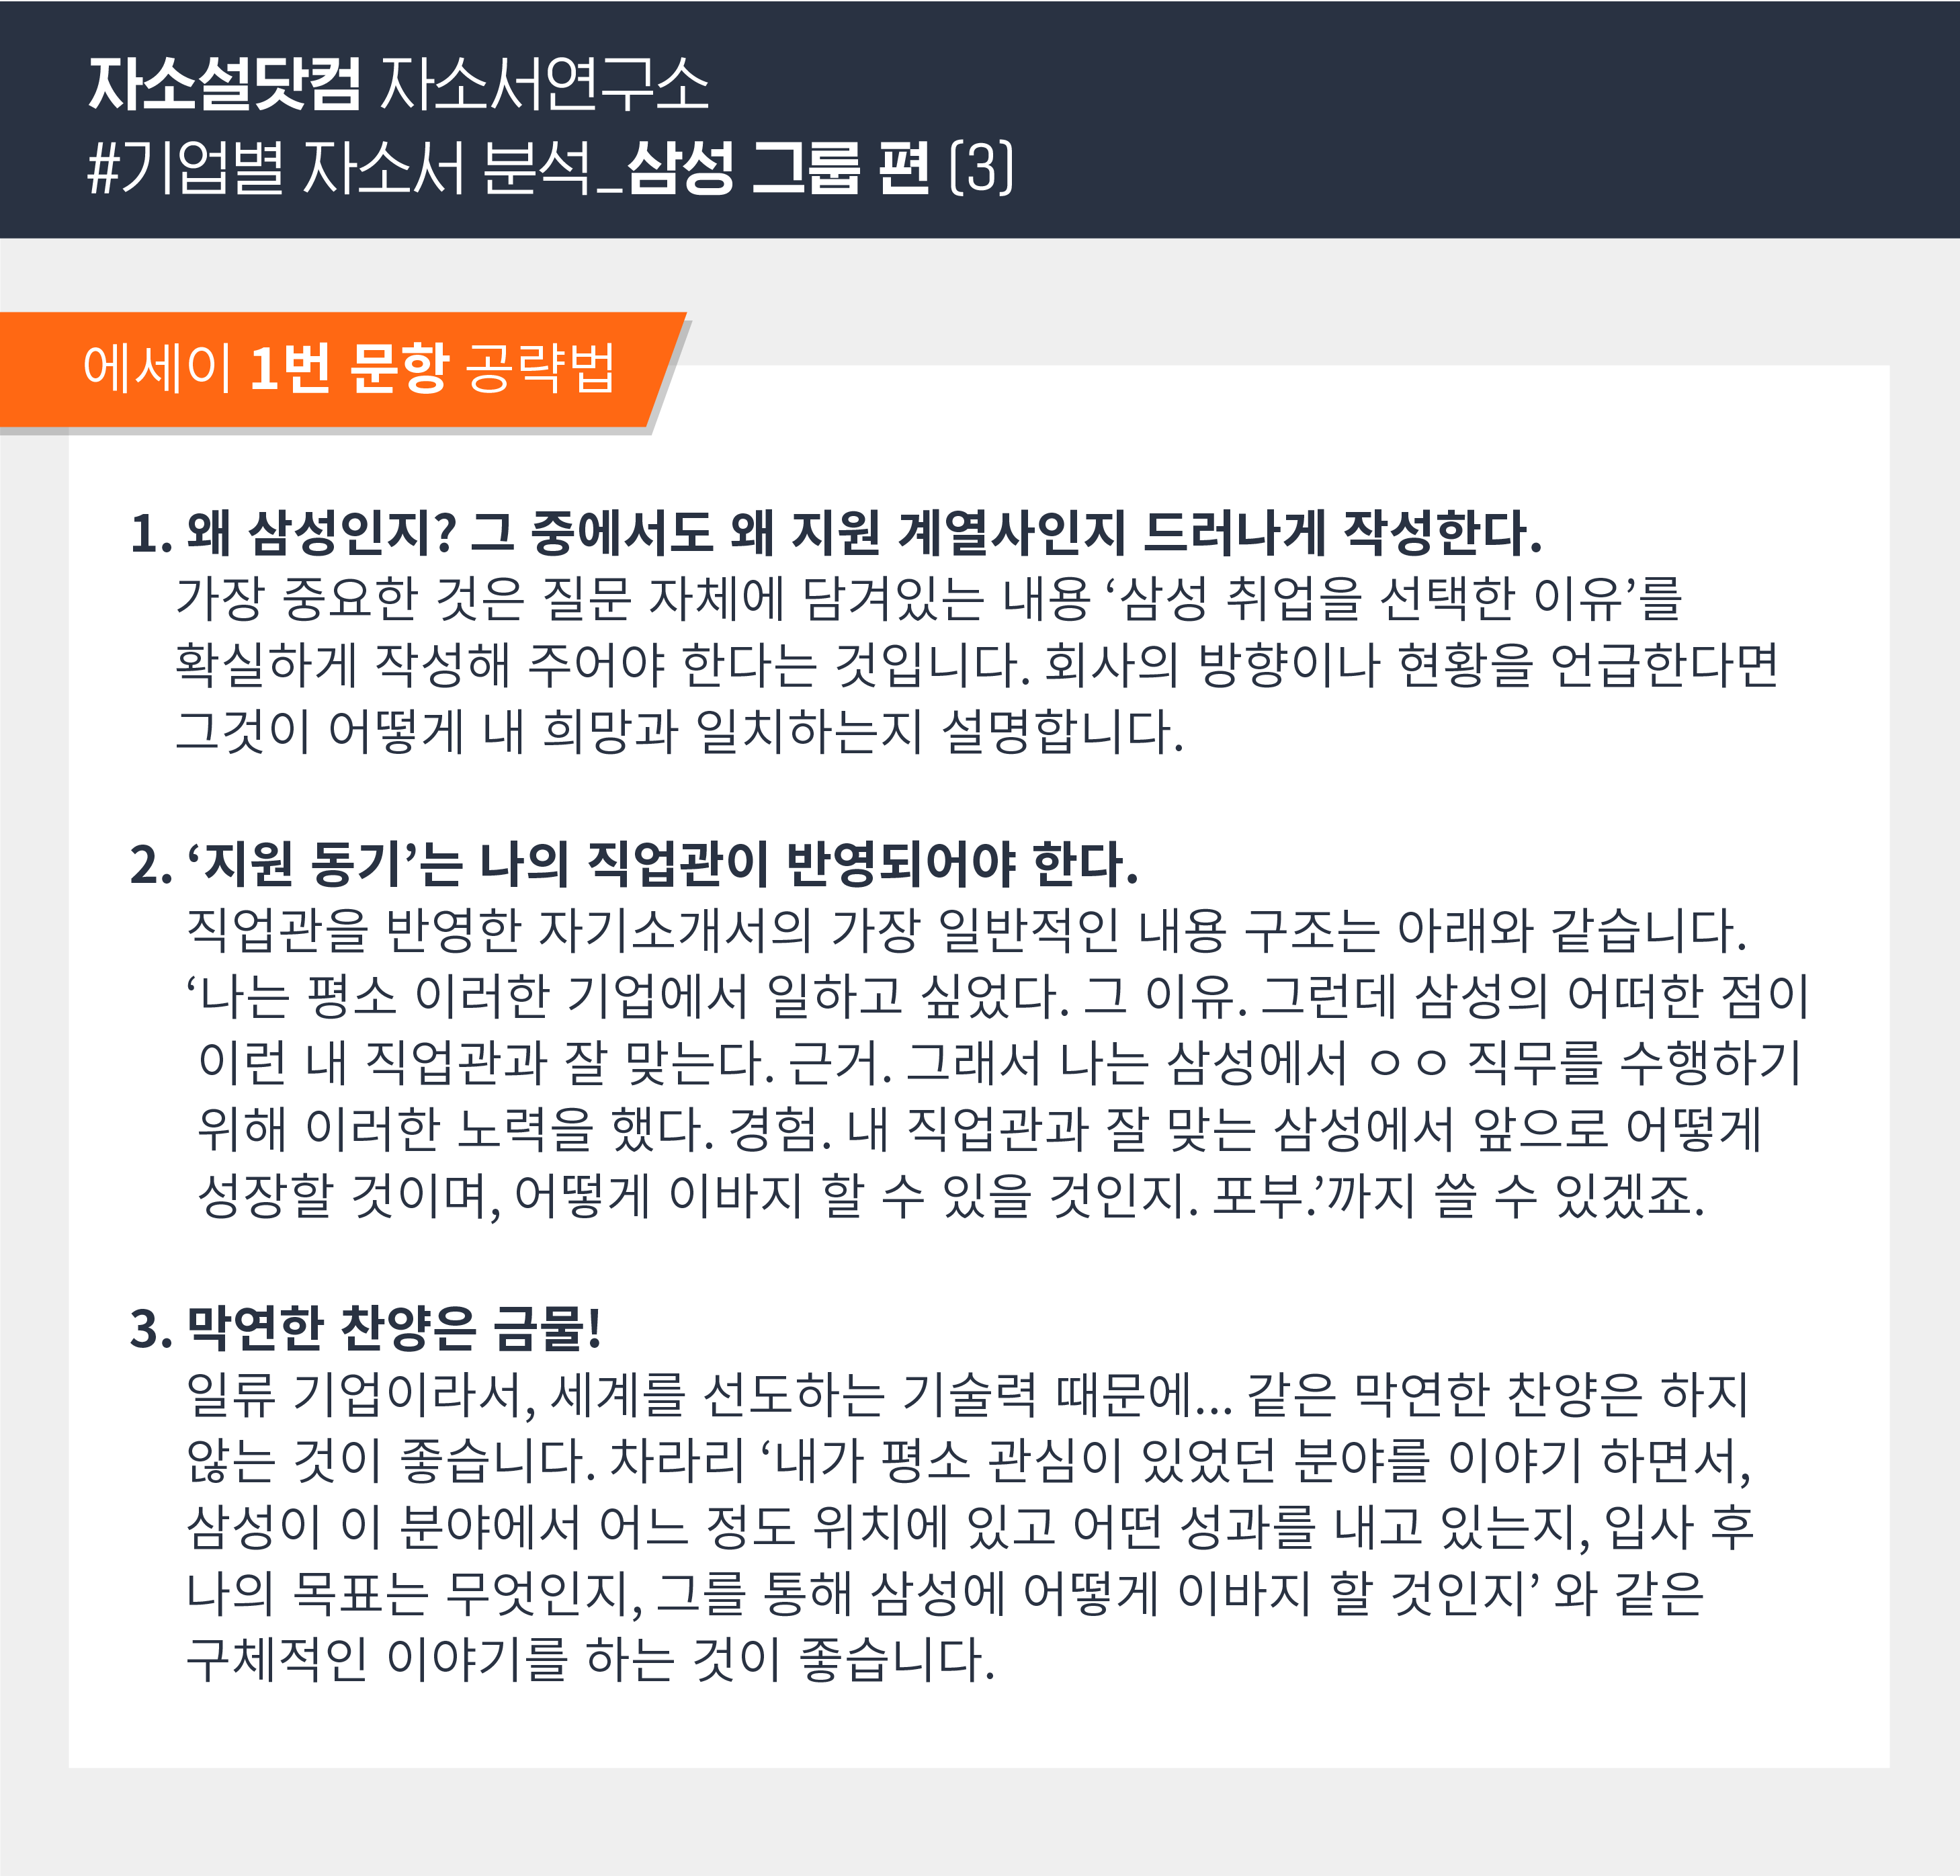 자소설닷컴 자소서연구소
#기업별 자소서 분석_삼성 그룹 편 (3)
에세이 1번 문항 공략법
1. 왜 삼성인지? 그 중에서도 왜 지원 계열사인지 드러나게 작성한다.
가장 중요한 것은 질문 자체에 담겨있는 내용 ‘삼성 취업을 선택한 이유’를
확실하게 작성해 주어야 한다는 것입니다. 회사의 방향이나 현황을 언급한다면
그것이 어떻게 내 희망과 일치하는지 설명합니다.
2. ‘지원 동기’는 나의 직업관이 반영되어야 한다.
직업관을 반영한 자기소개서의 가장 일반적인 내용 구조는 아래와 같습니다.
‘나는 평소 이러한 기업에서 일하고 싶었다. 그 이유. 그런데 삼성의 어떠한 점이
이런 내 직업관과 잘 맞는다. 근거. 그래서 나는 삼성에서 ㅇㅇ 직무를 수행하기
위해 이러한 노력을 했다. 경험. 내 직업관과 잘 맞는 삼성에서 앞으로 어떻게
성장할 것이며, 어떻게 이바지 할 수 있을 것인지. 포부.’까지 쓸 수 있겠죠.
3. 막연한 찬양은 금물!
일류 기업이라서, 세계를 선도하는 기술력 때문에... 같은 막연한 찬양은 하지
않는 것이 좋습니다. 차라리 ‘내가 평소 관심이 있었던 분야를 이야기 하면서,
삼성이 이 분야에서 어느 정도 위치에 있고 어떤 성과를 내고 있는지, 입사 후
나의 목표는 무엇인지, 그를 통해 삼성에 어떻게 이바지 할 것인지’ 와 같은
구체적인 이야기를 하는 것이 좋습니다.